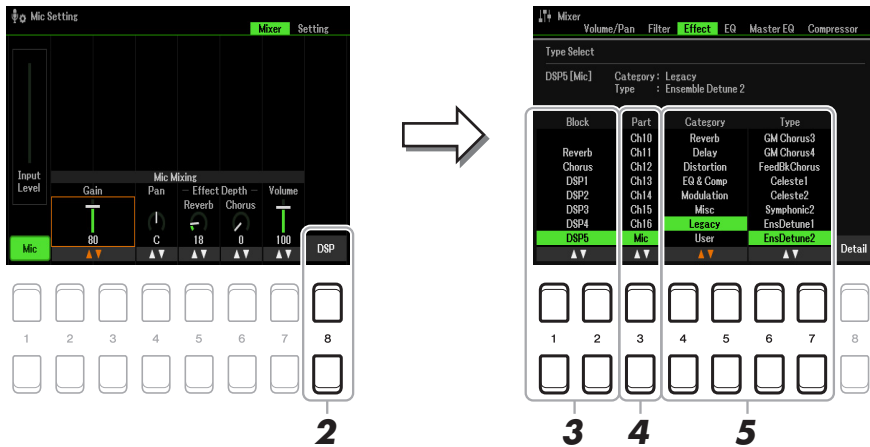 Mic Setting
Mixer Setting
Input Level
Mic Mixing
Gain Pan Effect Depth Volume
Reverb Chorus
80 C 18 0 100
Mic DSP
1 2 3 4 5 6 7 8
2
Mixer
Volume/Pan Filter Effect EQ Master EQ Compressor
Type Select
DSP5 [Mic] Category : Legacy
Type : Ensemble Detune 2
Block Part Category Type
Ch10 Reverb GM Chorus3
Reverb Ch11 Delay GM Chorus4
Chorus Ch12 Distortion FeedBkChorus
DSP1 Ch13 EQ & Comp Celeste1
DSP2 Ch14 Modulation Celeste2
DSP3 Ch15 Misc Symphonic2
DSP4 Ch16 Legacy EnsDetune1
DSP5 Mic User EnsDetune2
Detail
1 2 3 4 5 6 7 8
3 4 5